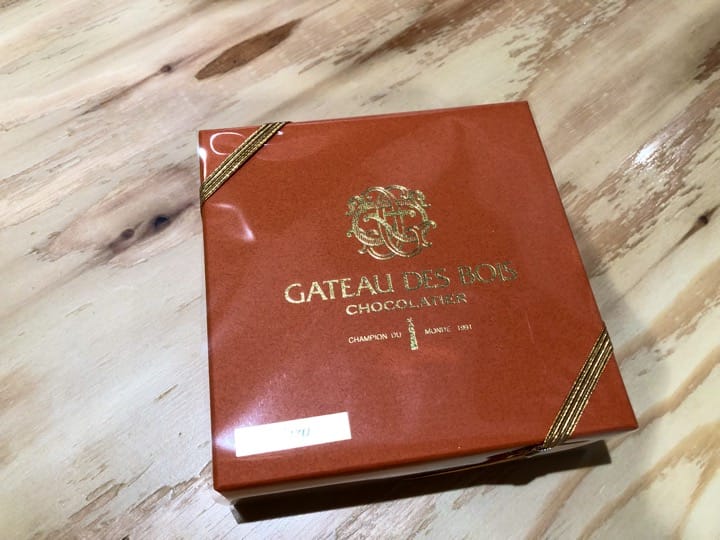 GATEAU DES BOIS
CHOCOLATIER
CHAMPION DU MONDE 1991